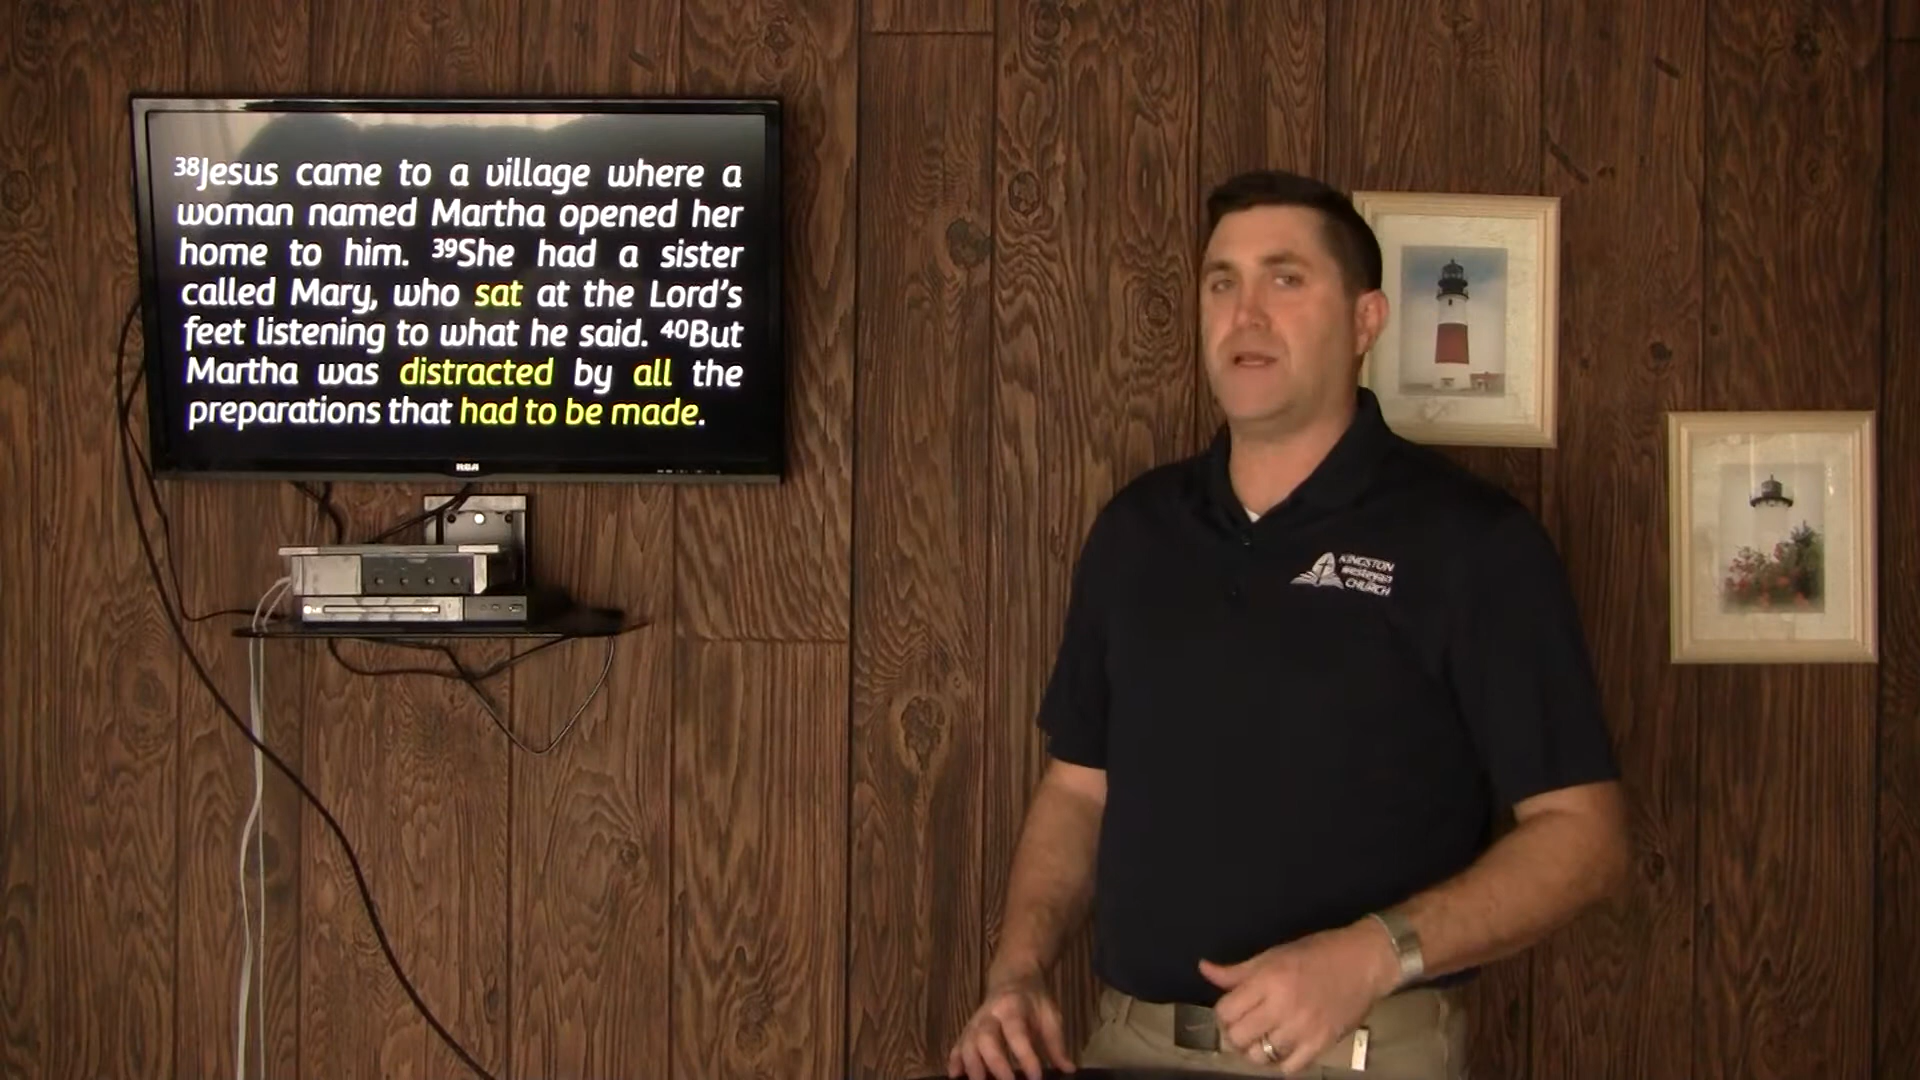 ³⁸Jesus came to a village where a
woman named Martha opened her
home to him. ³⁹She had a sister
called Mary, who sat at the Lord's
feet listening to what he said. ⁴⁰But
Martha was distracted by all the
preparations that had to be made.
RCA
KINGSTON
Wesleyan
CHURCH
LG